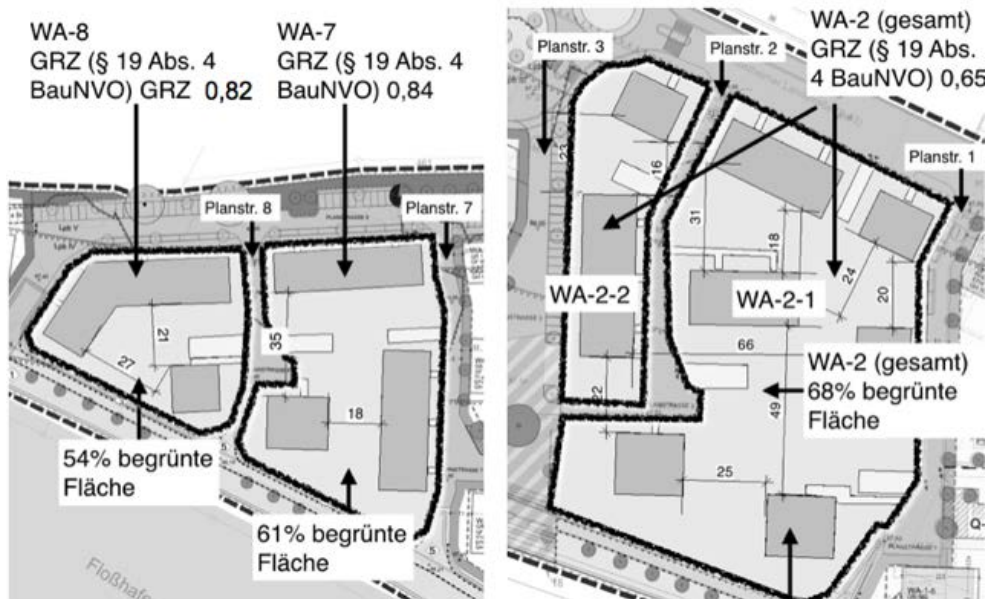 WA-8
GRZ (§ 19 Abs. 4
BauNVO) GRZ 0,82
WA-7
GRZ (§ 19 Abs. 4
BauNVO) 0,84
Planstr. 8
Planstr. 7
21
27
35
18
54% begrünte
Fläche
61% begrünte
Fläche
Floßhafe
WA-2 (gesamt)
GRZ (§ 19 Abs.
4 BauNVO) 0,65
Planstr. 3
Planstr. 2
Planstr. 1
23
16
31
18
24
20
WA-2-2
WA-2-1
66
WA-2 (gesamt)
68% begrünte
Fläche
22
49
25
Q-